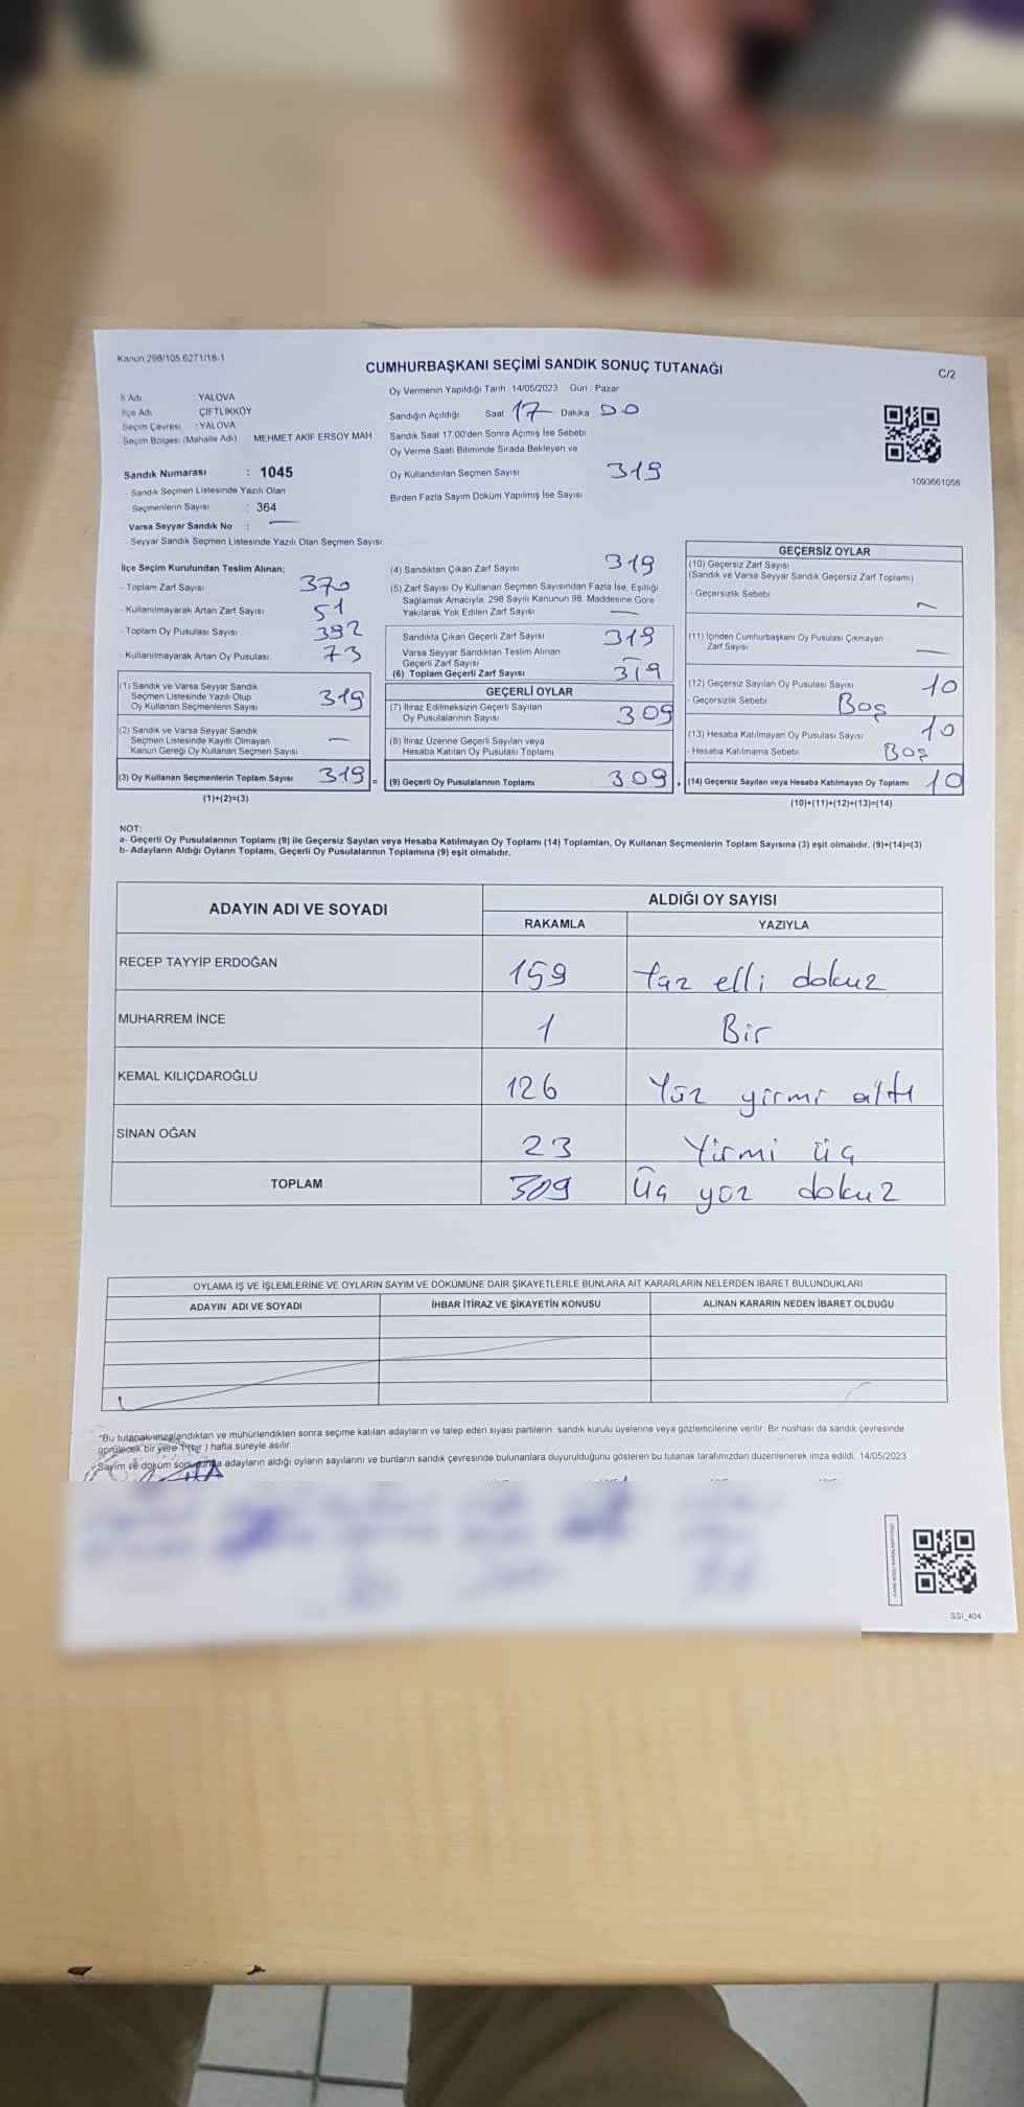 Kanun 298/105 6271/18-1
CUMHURBAŞKANI SEÇİMİ SANDIK SONUÇ TUTANAĞI
C/2
İl Adı YALOVA
İlçe Adı ÇİFTLİKKÖY
Seçim Çevresi : YALOVA
Seçim Bölgesi (Mahalle Adı) MEHMET AKİF ERSOY MAH
Sandık Numarası : 1045
- Sandık Seçmen Listesinde Yazılı Olan
Seçmenlerin Sayısı : 364
Varsa Seyyar Sandık No : —
- Seyyar Sandık Seçmen Listesinde Yazılı Olan Seçmen Sayısı:
Oy Vermenin Yapıldığı Tarih 14/05/2023 Gün : Pazar
Sandığın Açıldığı Saat 17 Dakika 00
Sandık Saat 17.00'den Sonra Açılmış İse Sebebi
Oy Verme Saati Bitiminde Sırada Bekleyen ve
Oy Kullandırılan Seçmen Sayısı 319
Birden Fazla Sayım Döküm Yapılmış İse Sayısı
1093661056
İlçe Seçim Kurulundan Teslim Alınan;
- Toplam Zarf Sayısı 370
- Kullanılmayarak Artan Zarf Sayısı 51
- Toplam Oy Pusulası Sayısı 392
- Kullanılmayarak Artan Oy Pusulası 73
(1) Sandık ve Varsa Seyyar Sandık
Seçmen Listesinde Yazılı Olup
Oy Kullanan Seçmenlerin Sayısı 319
(2) Sandık ve Varsa Seyyar Sandık
Seçmen Listesinde Kayıtlı Olmayan
Kanun Gereği Oy Kullanan Seçmen Sayısı —
(3) Oy Kullanan Seçmenlerin Toplam Sayısı 319 =
(1)+(2)=(3)
(4) Sandıktan Çıkan Zarf Sayısı 319
(5) Zarf Sayısı Oy Kullanan Seçmen Sayısından Fazla İse, Eşitliği
Sağlamak Amacıyla, 298 Sayılı Kanunun 98. Maddesine Göre
Yakılarak Yok Edilen Zarf Sayısı —
Sandıkta Çıkan Geçerli Zarf Sayısı 319
Varsa Seyyar Sandıktan Teslim Alınan
Geçerli Zarf Sayısı —
(6) Toplam Geçerli Zarf Sayısı 319
GEÇERLİ OYLAR
(7) İtiraz Edilmeksizin Geçerli Sayılan
Oy Pusulalarının Sayısı 309
(8) İtiraz Üzerine Geçerli Sayılan veya
Hesaba Katılan Oy Pusulası Toplamı
(9) Geçerli Oy Pusulalarının Toplamı 309 +
GEÇERSİZ OYLAR
(10) Geçersiz Zarf Sayısı
(Sandık ve Varsa Seyyar Sandık Geçersiz Zarf Toplamı)
- Geçersizlik Sebebi —
(11) İçinden Cumhurbaşkanı Oy Pusulası Çıkmayan
Zarf Sayısı —
(12) Geçersiz Sayılan Oy Pusulası Sayısı 10
- Geçersizlik Sebebi Boş
(13) Hesaba Katılmayan Oy Pusulası Sayısı 10
- Hesaba Katılmama Sebebi Boş
(14) Geçersiz Sayılan veya Hesaba Katılmayan Oy Toplamı 10
(10)+(11)+(12)+(13)=(14)
NOT:
a- Geçerli Oy Pusulalarının Toplamı (9) ile Geçersiz Sayılan veya Hesaba Katılmayan Oy Toplamı (14) Toplamları, Oy Kullanan Seçmenlerin Toplam Sayısına (3) eşit olmalıdır. (9)+(14)=(3)
b- Adayların Aldığı Oyların Toplamı, Geçerli Oy Pusulalarının Toplamına (9) eşit olmalıdır.
ADAYIN ADI VE SOYADI
ALDIĞI OY SAYISI
RAKAMLA YAZIYLA
RECEP TAYYİP ERDOĞAN 159 Yüz elli dokuz
MUHARREM İNCE 1 Bir
KEMAL KILIÇDAROĞLU 126 Yüz yirmi altı
SİNAN OĞAN 23 Yirmi üç
TOPLAM 309 Üç yüz dokuz
OYLAMA İŞ VE İŞLEMLERİNE VE OYLARIN SAYIM VE DÖKÜMÜNE DAİR ŞİKAYETLERLE BUNLARA AİT KARARLARIN NELERDEN İBARET BULUNDUKLARI
ADAYIN ADI VE SOYADI İHBAR İTİRAZ VE ŞİKAYETİN KONUSU ALINAN KARARIN NEDEN İBARET OLDUĞU
*Bu tutanak imzalandıktan ve mühürlendikten sonra seçime katılan adayların ve talep eden siyasi partilerin sandık kurulu üyelerine veya gözlemcilerine verilir. Bir nüshası da sandık çevresinde
görülecek bir yere 1 (bir) hafta süreyle asılır.
Sayım ve döküm sonucunda adayların aldığı oyların sayılarını ve bunların sandık çevresinde bulunanlara duyurulduğunu gösteren bu tutanak tarafımızdan düzenlenerek imza edildi. 14/05/2023
SSI_404